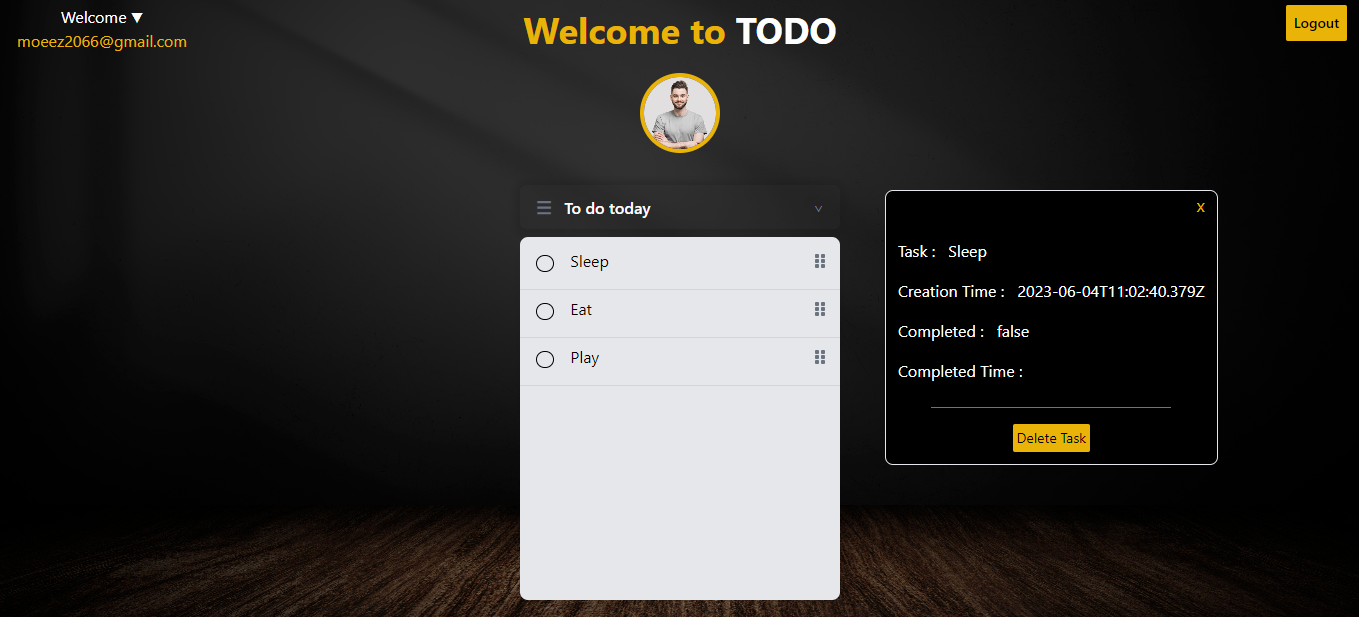 Welcome ▼
moeez2066@gmail.com
Welcome to TODO
Logout
To do today
Sleep
Eat
Play
X
Task : Sleep
Creation Time : 2023-06-04T11:02:40.379Z
Completed : false
Completed Time :
Delete Task